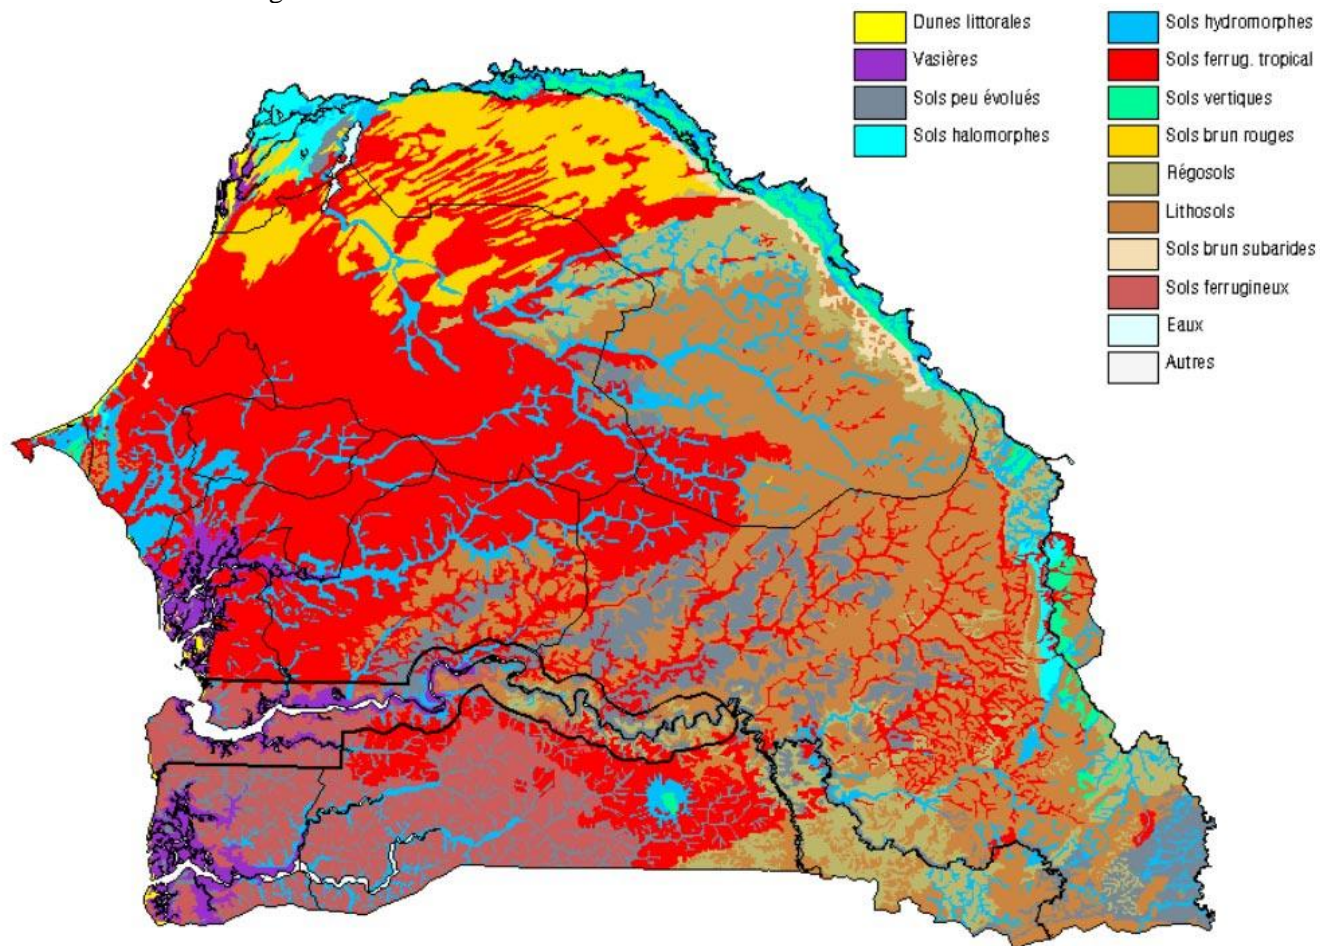 Dunes littorales
Vasières
Sols peu évolués
Sols halomorphes
Sols hydromorphes
Sols ferrug. tropical
Sols vertiques
Sols brun rouges
Régosols
Lithosols
Sols brun subarides
Sols ferrugineux
Eaux
Autres